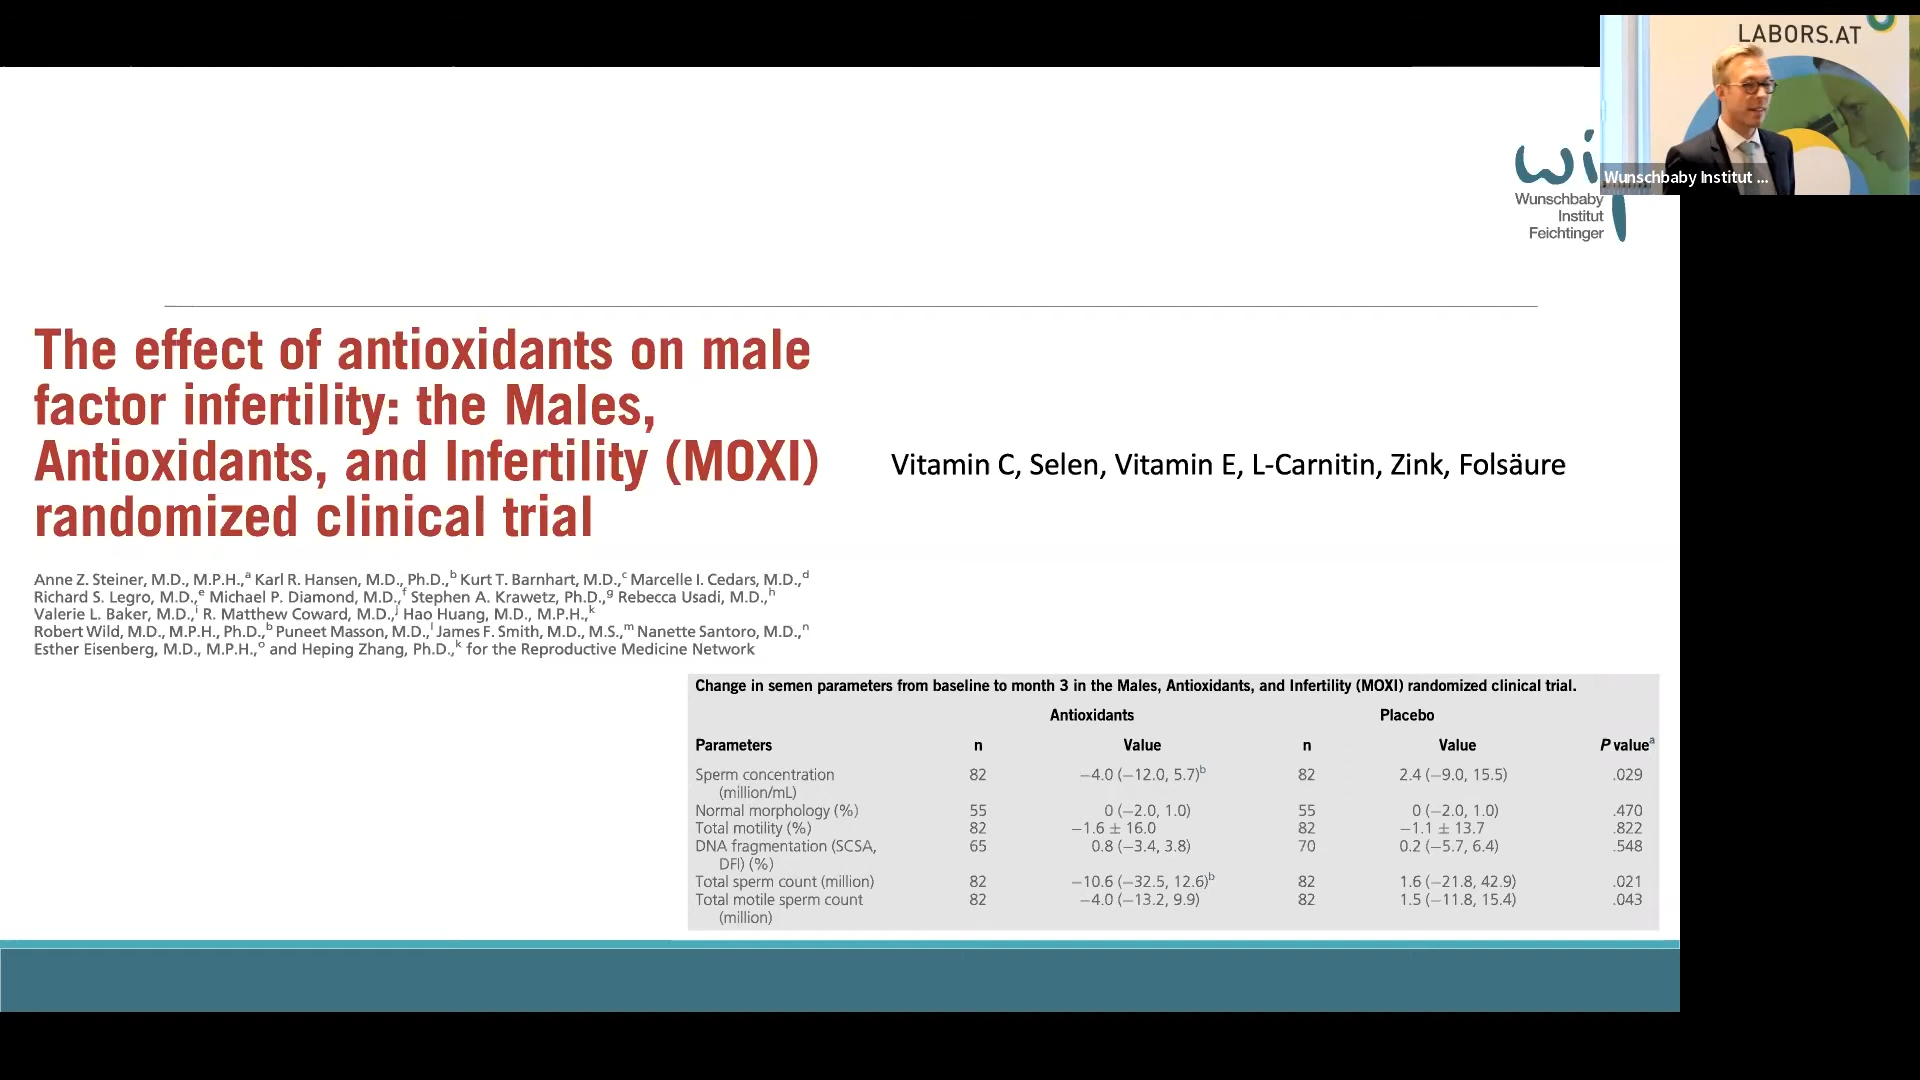 LABORS.AT
Wunschbaby Institut ...
wi
Wunschbaby
Institut
Feichtinger
The effect of antioxidants on male
factor infertility: the Males,
Antioxidants, and Infertility (MOXI)
randomized clinical trial
Vitamin C, Selen, Vitamin E, L-Carnitin, Zink, Folsäure
Anne Z. Steiner, M.D., M.P.H.,a Karl R. Hansen, M.D., Ph.D.,b Kurt T. Barnhart, M.D.,c Marcelle I. Cedars, M.D.,d
Richard S. Legro, M.D.,e Michael P. Diamond, M.D.,f Stephen A. Krawetz, Ph.D.,g Rebecca Usadi, M.D.,h
Valerie L. Baker, M.D.,i R. Matthew Coward, M.D.,j Hao Huang, M.D., M.P.H.,k
Robert Wild, M.D., M.P.H., Ph.D.,b Puneet Masson, M.D.,l James F. Smith, M.D., M.S.,m Nanette Santoro, M.D.,n
Esther Eisenberg, M.D., M.P.H.,o and Heping Zhang, Ph.D.,k for the Reproductive Medicine Network
Change in semen parameters from baseline to month 3 in the Males, Antioxidants, and Infertility (MOXI) randomized clinical trial.
Antioxidants Placebo
Parameters n Value n Value P valuea
Sperm concentration 82 −4.0 (−12.0, 5.7)b 82 2.4 (−9.0, 15.5) .029
(million/mL)
Normal morphology (%) 55 0 (−2.0, 1.0) 55 0 (−2.0, 1.0) .470
Total motility (%) 82 −1.6 ± 16.0 82 −1.1 ± 13.7 .822
DNA fragmentation (SCSA, 65 0.8 (−3.4, 3.8) 70 0.2 (−5.7, 6.4) .548
DFI) (%)
Total sperm count (million) 82 −10.6 (−32.5, 12.6)b 82 1.6 (−21.8, 42.9) .021
Total motile sperm count 82 −4.0 (−13.2, 9.9) 82 1.5 (−11.8, 15.4) .043
(million)